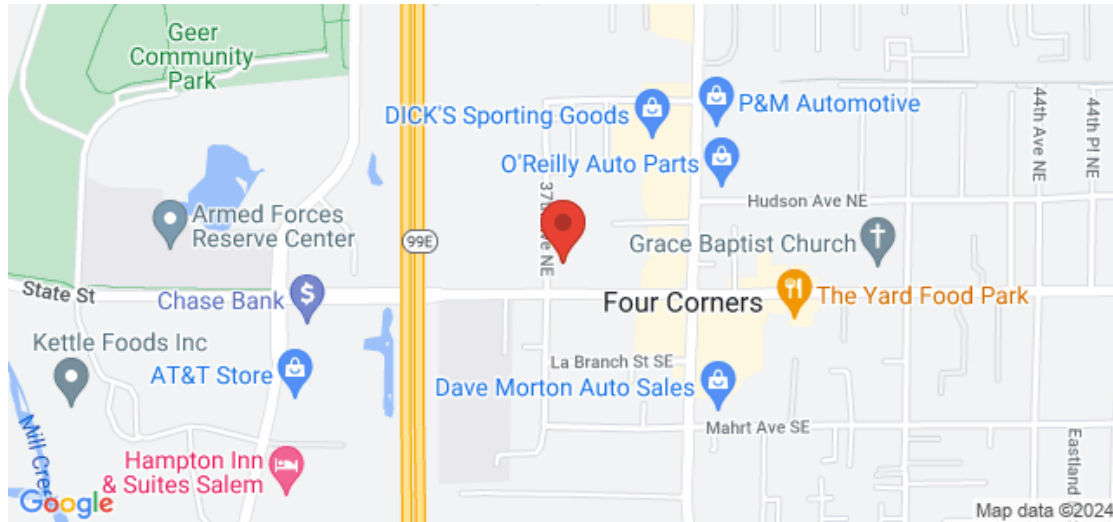 Geer
Community
Park
DICK'S Sporting Goods
P&M Automotive
O'Reilly Auto Parts
44th Ave NE
44th Pl NE
Hudson Ave NE
Armed Forces
Reserve Center
99E
Grace Baptist Church
State St
Chase Bank
Four Corners
The Yard Food Park
Kettle Foods Inc
La Branch St SE
AT&T Store
Dave Morton Auto Sales
Mahrt Ave SE
Mill
Eastland
Hampton Inn
& Suites Salem
Google
Map data ©2024